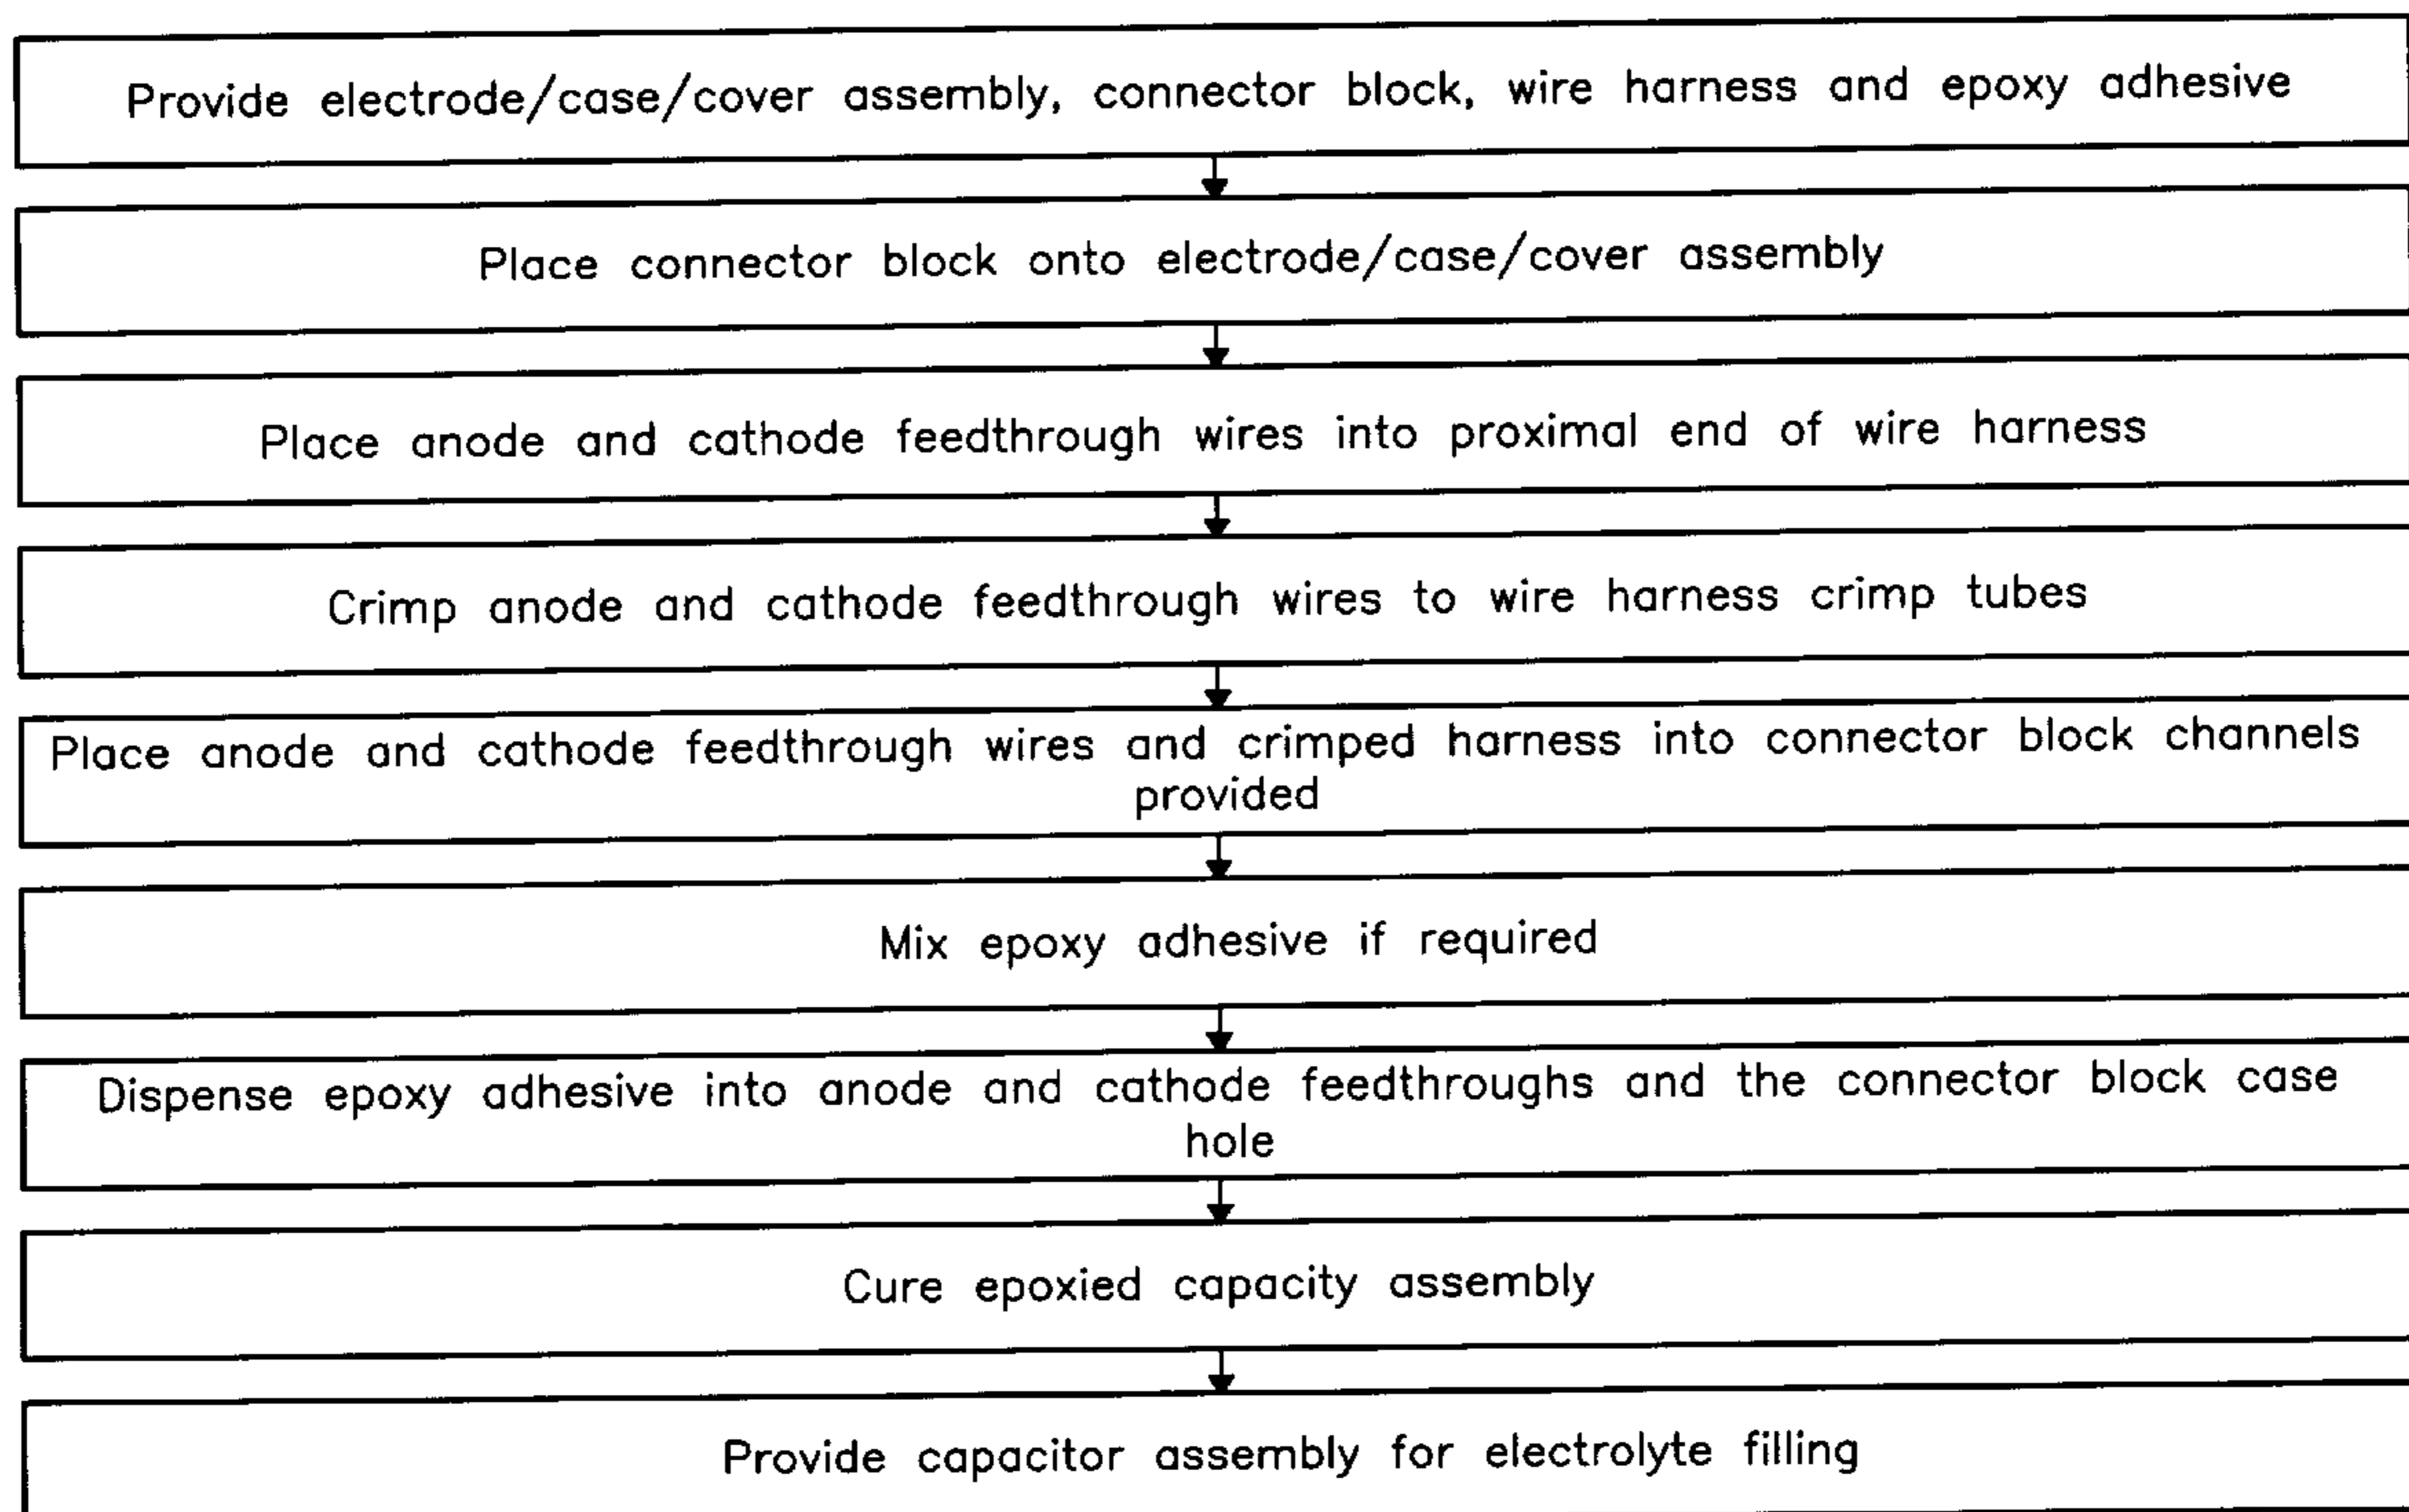 Provide electrode/case/cover assembly, connector block, wire harness and epoxy adhesive
Place connector block onto electrode/case/cover assembly
Place anode and cathode feedthrough wires into proximal end of wire harness
Crimp anode and cathode feedthrough wires to wire harness crimp tubes
Place anode and cathode feedthrough wires and crimped harness into connector block channels
provided
Mix epoxy adhesive if required
Dispense epoxy adhesive into anode and cathode feedthroughs and the connector block case
hole
Cure epoxied capacity assembly
Provide capacitor assembly for electrolyte filling